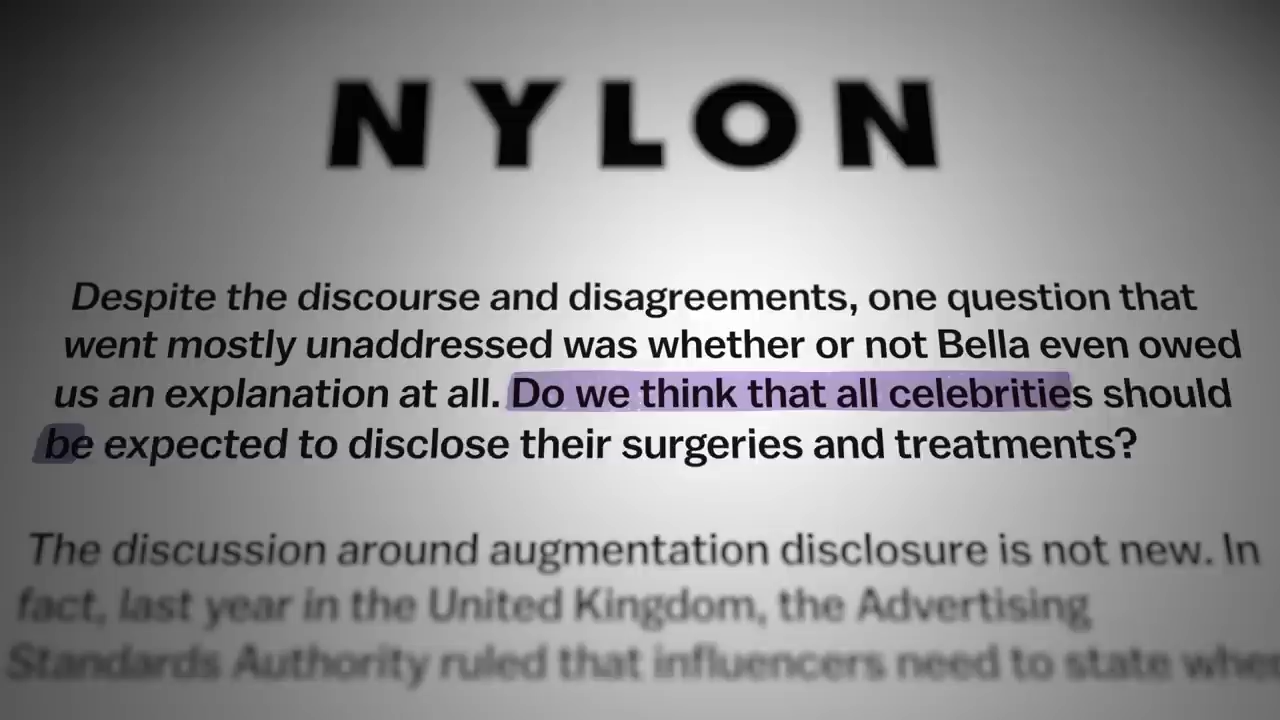 NYLON
Despite the discourse and disagreements, one question that
went mostly unaddressed was whether or not Bella even owed
us an explanation at all. Do we think that all celebrities should
be expected to disclose their surgeries and treatments?
The discussion around augmentation disclosure is not new. In
fact, last year in the United Kingdom, the Advertising
Standards Authority ruled that influencers need to state